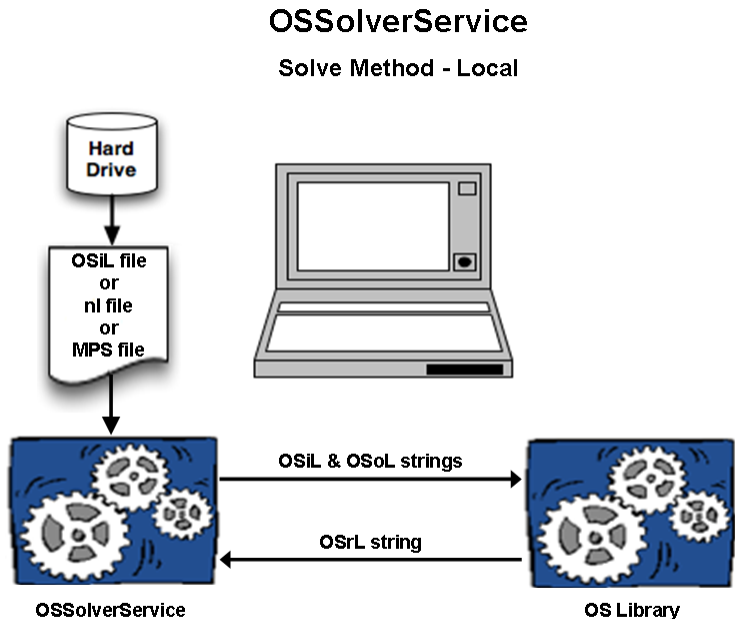 OSSolverService
Solve Method - Local
Hard
Drive
OSiL file
or
nl file
or
MPS file
OSiL & OSoL strings
OSrL string
OSSolverService
OS Library